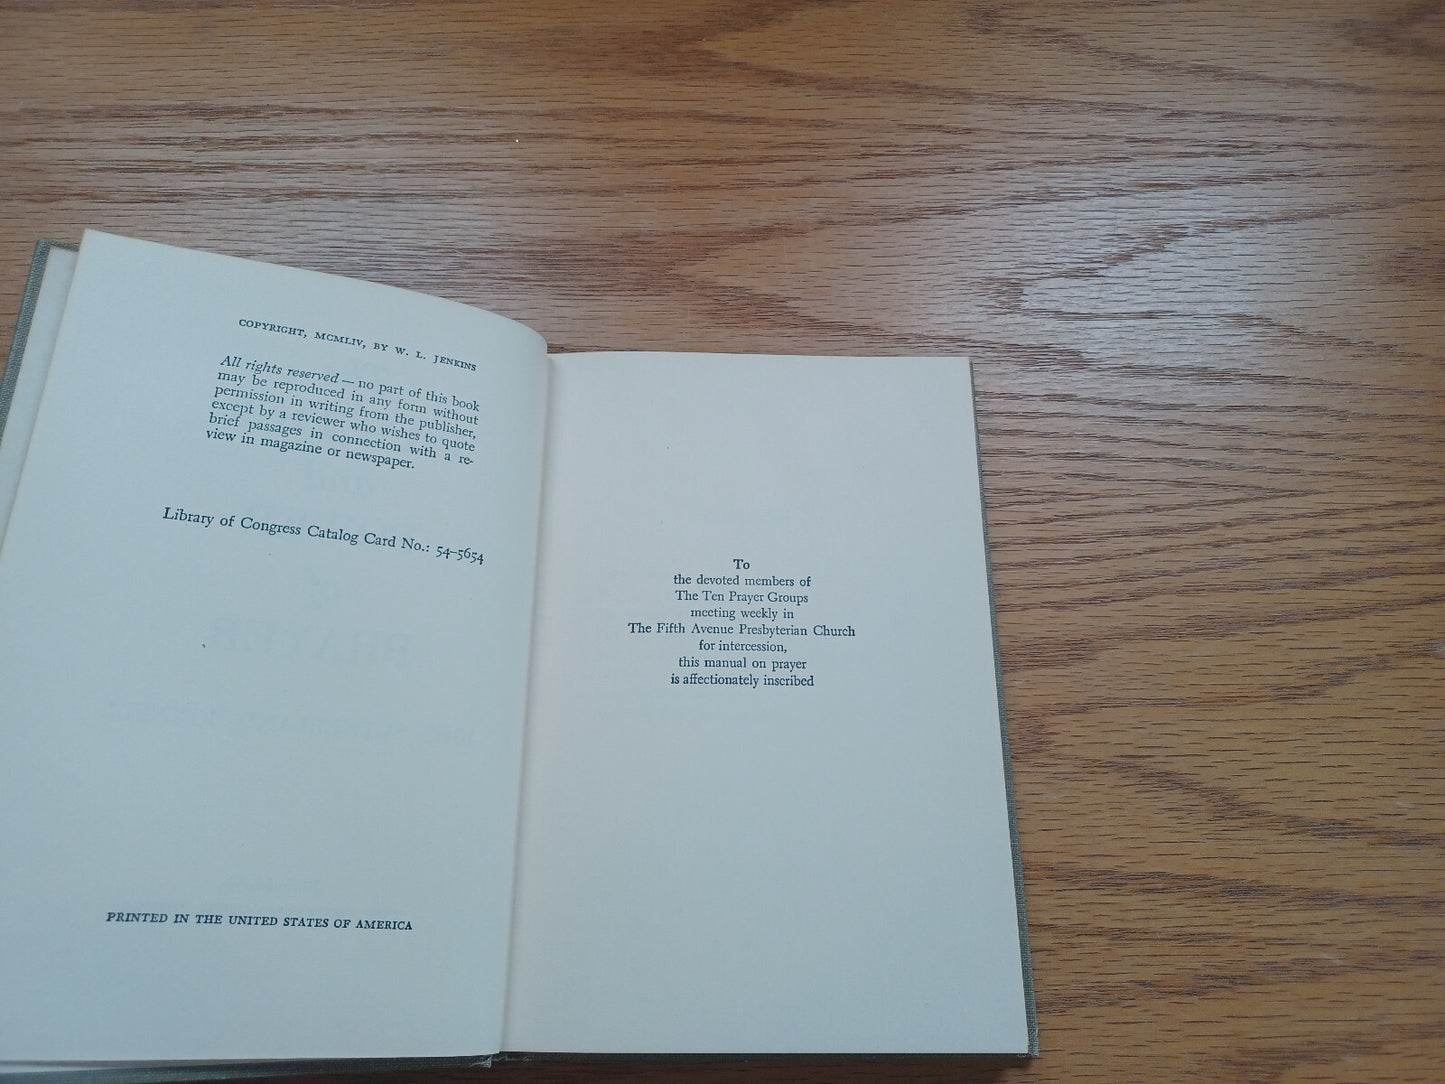 COPYRIGHT, MCMLIV, BY W. L. JENKINS
All rights reserved — no part of this book
may be reproduced in any form without
permission in writing from the publisher,
except by a reviewer who wishes to quote
brief passages in connection with a re-
view in magazine or newspaper.
Library of Congress Catalog Card No.: 54-5654
PRINTED IN THE UNITED STATES OF AMERICA
To
the devoted members of
The Ten Prayer Groups
meeting weekly in
The Fifth Avenue Presbyterian Church
for intercession,
this manual on prayer
is affectionately inscribed